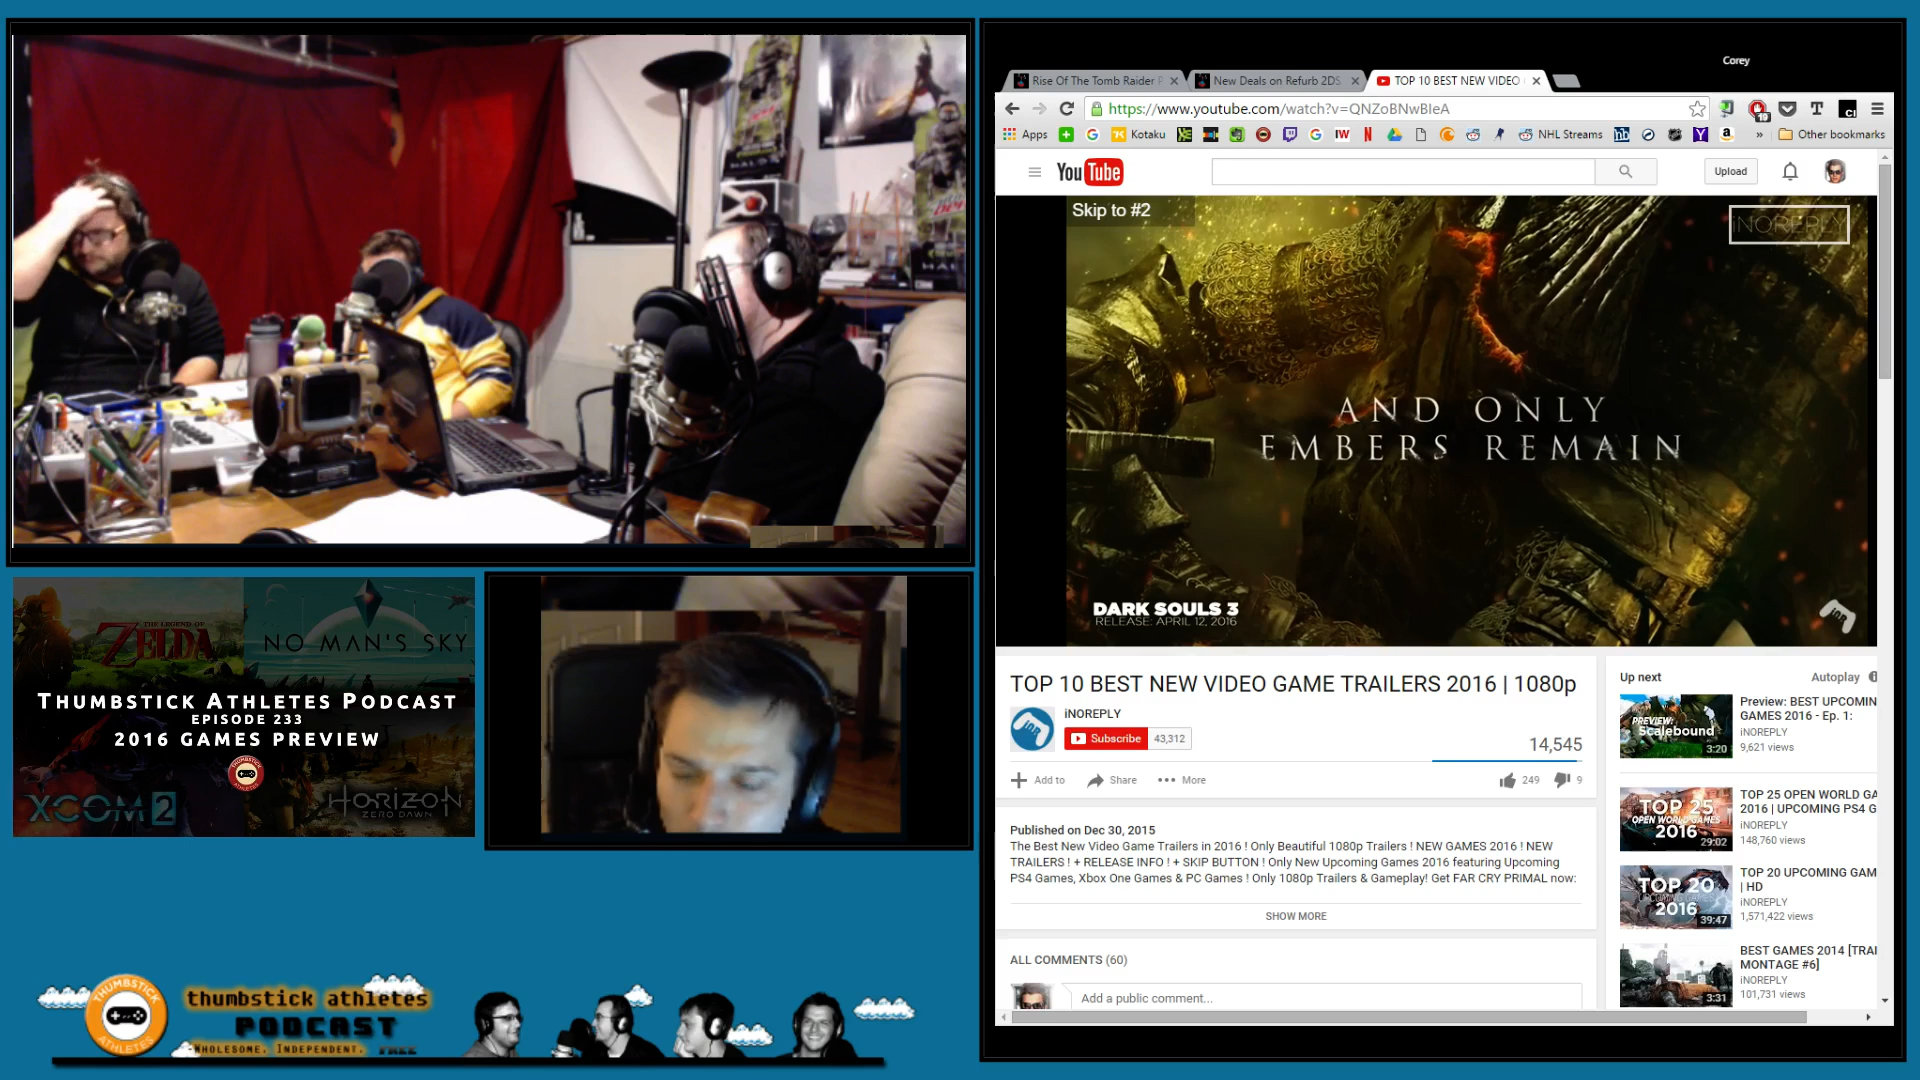 Corey
Rise Of The Tomb Raider
New Deals on Refurb 2DS
TOP 10 BEST NEW VIDEO
https://www.youtube.com/watch?v=QNZoBNwBIeA
19
Apps
Kotaku
IW
NHL Streams
»
Other bookmarks
YouTube
Upload
Skip to #2
iNOREPLY
AND ONLY
EMBERS REMAIN
DARK SOULS 3
RELEASE: APRIL 12, 2016
TOP 10 BEST NEW VIDEO GAME TRAILERS 2016 | 1080p
iNOREPLY
Subscribe 43,312
14,545
Add to
Share
More
249
9
Published on Dec 30, 2015
The Best New Video Game Trailers in 2016 ! Only Beautiful 1080p Trailers ! NEW GAMES 2016 ! NEW
TRAILERS ! + RELEASE INFO ! + SKIP BUTTON ! Only New Upcoming Games 2016 featuring Upcoming
PS4 Games, Xbox One Games & PC Games ! Only 1080p Trailers & Gameplay! Get FAR CRY PRIMAL now:
SHOW MORE
ALL COMMENTS (60)
Add a public comment...
Up next
Autoplay
PREVIEW:
Scalebound
3:20
Preview: BEST UPCOMIN
GAMES 2016 - Ep. 1:
iNOREPLY
9,621 views
TOP 25
OPEN WORLD GAMES
2016
29:02
TOP 25 OPEN WORLD GA
2016 | UPCOMING PS4 G
iNOREPLY
148,760 views
TOP 20
UPCOMING GAMES
2016
39:47
TOP 20 UPCOMING GAM
| HD
iNOREPLY
1,571,422 views
3:31
BEST GAMES 2014 [TRAI
MONTAGE #6]
iNOREPLY
101,731 views
THE LEGEND OF
ZELDA
NO MAN'S SKY
THUMBSTICK ATHLETES PODCAST
EPISODE 233
2016 GAMES PREVIEW
THUMBSTICK
ATHLETES
XCOM 2
HORIZON
ZERO DAWN
THUMBSTICK
ATHLETES
thumbstick athletes
PODCAST
WHOLESOME. INDEPENDENT. FREE